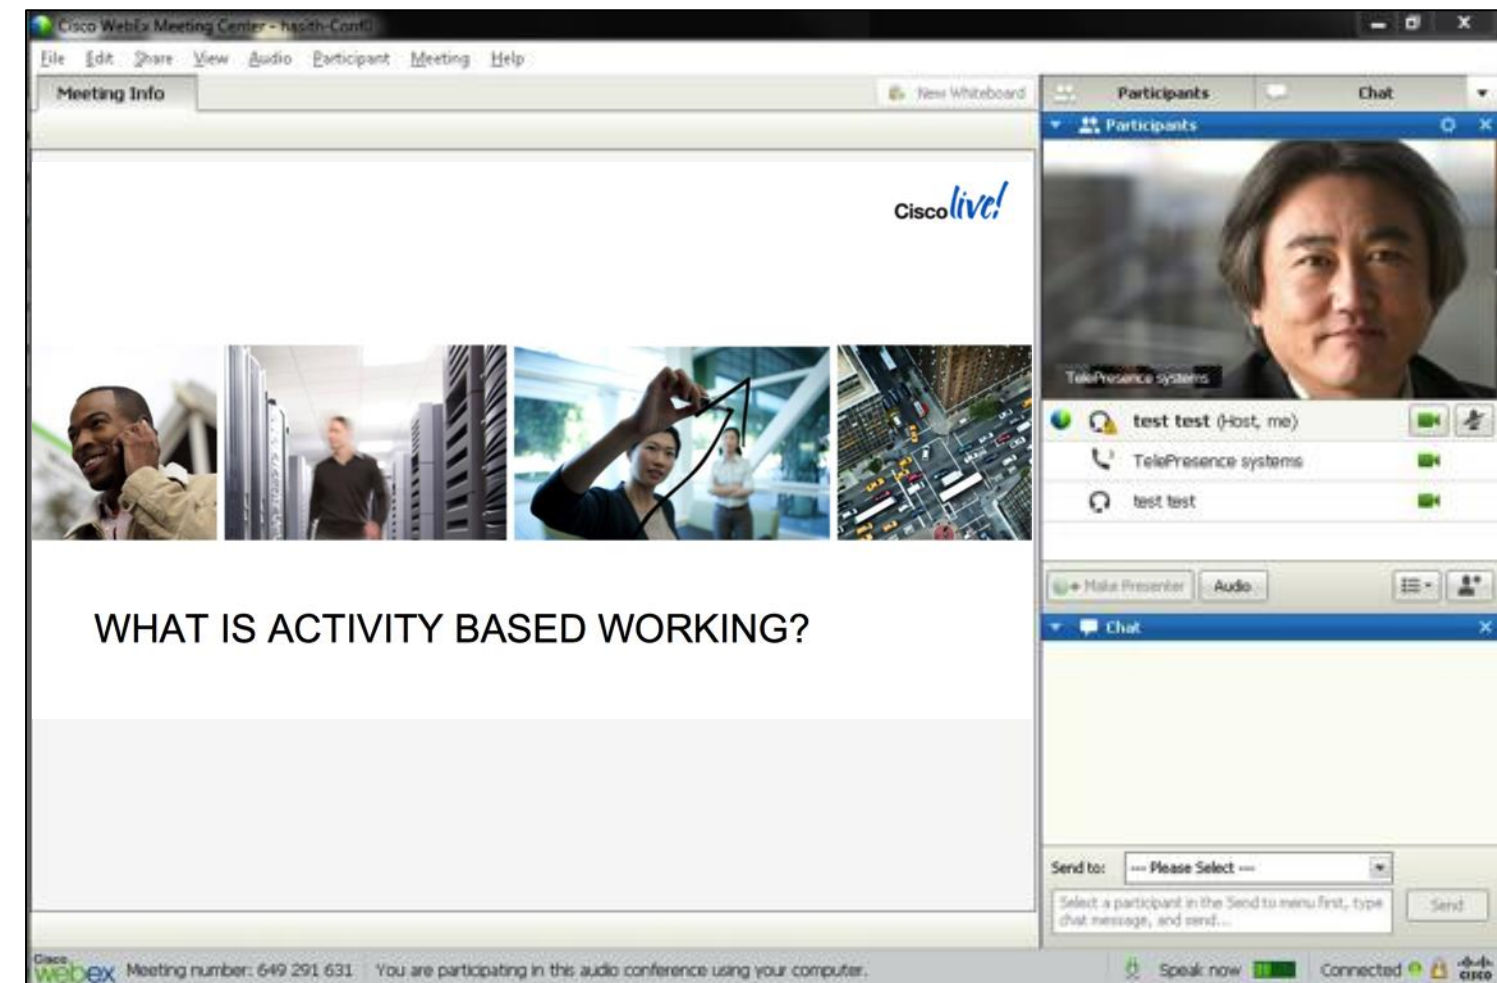 Cisco WebEx Meeting Center - hasith-Conf0
File Edit Share View Audio Participant Meeting Help
Meeting Info
New Whiteboard
Participants
Chat
Participants
Cisco live!
TelePresence systems
test test (Host, me)
TelePresence systems
test test
Make Presenter
Audio
WHAT IS ACTIVITY BASED WORKING?
Chat
Send to:
--- Please Select ---
Select a participant in the Send to menu first, type
chat message, and send...
Send
Cisco
webex
Meeting number: 649 291 631
You are participating in this audio conference using your computer.
Speak now
Connected
cisco